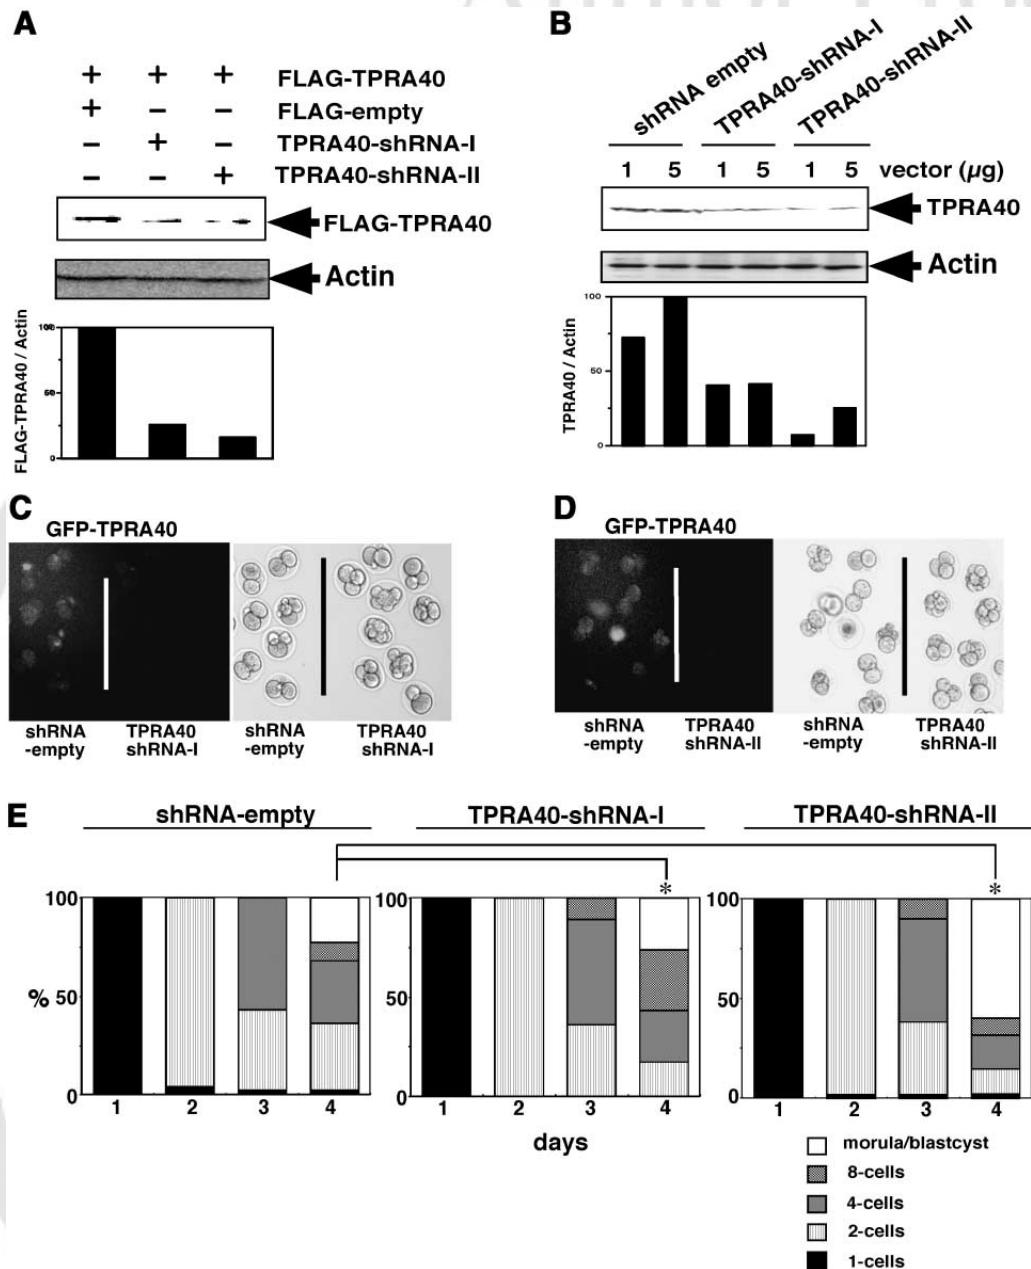 A
+ + + FLAG-TPRA40
+ − − FLAG-empty
− + − TPRA40-shRNA-I
− − + TPRA40-shRNA-II
FLAG-TPRA40
Actin
FLAG-TPRA40 / Actin
100
50
0
B
shRNA empty
TPRA40-shRNA-I
TPRA40-shRNA-II
1 5 1 5 1 5 vector (µg)
TPRA40
Actin
TPRA40 / Actin
100
50
0
C
GFP-TPRA40
shRNA -empty
TPRA40 shRNA-I
shRNA -empty
TPRA40 shRNA-I
D
GFP-TPRA40
shRNA -empty
TPRA40 shRNA-II
shRNA -empty
TPRA40 shRNA-II
E
shRNA-empty
TPRA40-shRNA-I
TPRA40-shRNA-II
* *
100
% 50
0
1 2 3 4
100
50
0
1 2 3 4
100
50
0
1 2 3 4
days
morula/blastcyst
8-cells
4-cells
2-cells
1-cells